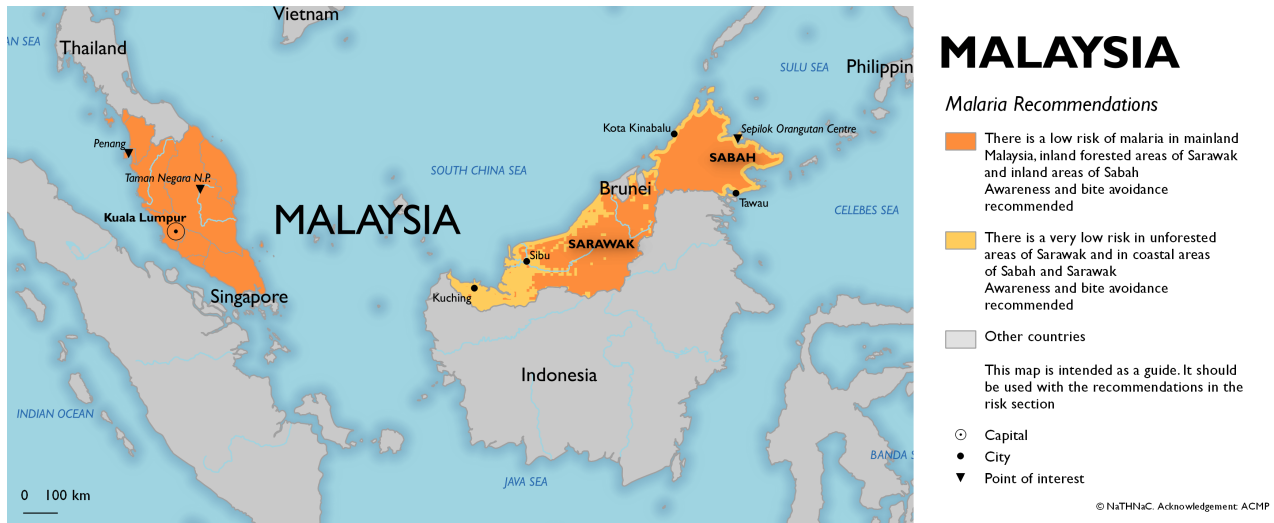 Vietnam
AN SEA
Thailand
SULU SEA
Philippin
Penang
Kota Kinabalu
Sepilok Orangutan Centre
SABAH
Taman Negara N.P.
SOUTH CHINA SEA
Brunei
Tawau
Kuala Lumpur
MALAYSIA
CELEBES SEA
SARAWAK
Sibu
Singapore
Kuching
Indonesia
INDIAN OCEAN
BANDA S
JAVA SEA
0 100 km
MALAYSIA
Malaria Recommendations
There is a low risk of malaria in mainland
Malaysia, inland forested areas of Sarawak
and inland areas of Sabah
Awareness and bite avoidance
recommended
There is a very low risk in unforested
areas of Sarawak and in coastal areas
of Sabah and Sarawak
Awareness and bite avoidance
recommended
Other countries
This map is intended as a guide. It should
be used with the recommendations in the
risk section
Capital
City
Point of interest
© NaTHNaC. Acknowledgement: ACMP